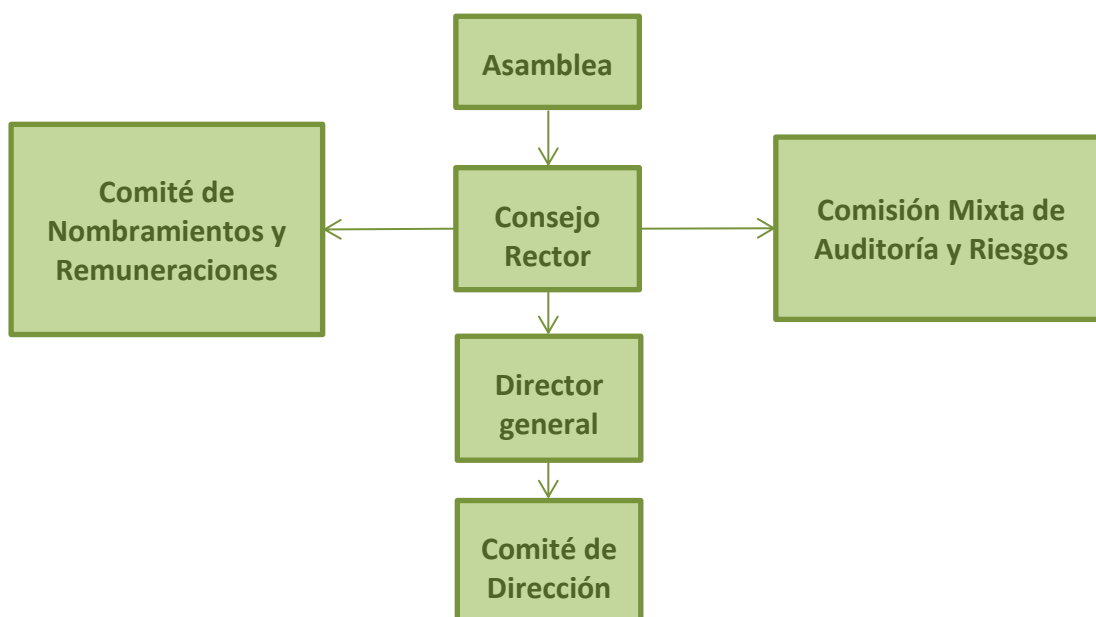 Asamblea
Comité de
Nombramientos y
Remuneraciones
Consejo
Rector
Comisión Mixta de
Auditoría y Riesgos
Director
general
Comité de
Dirección